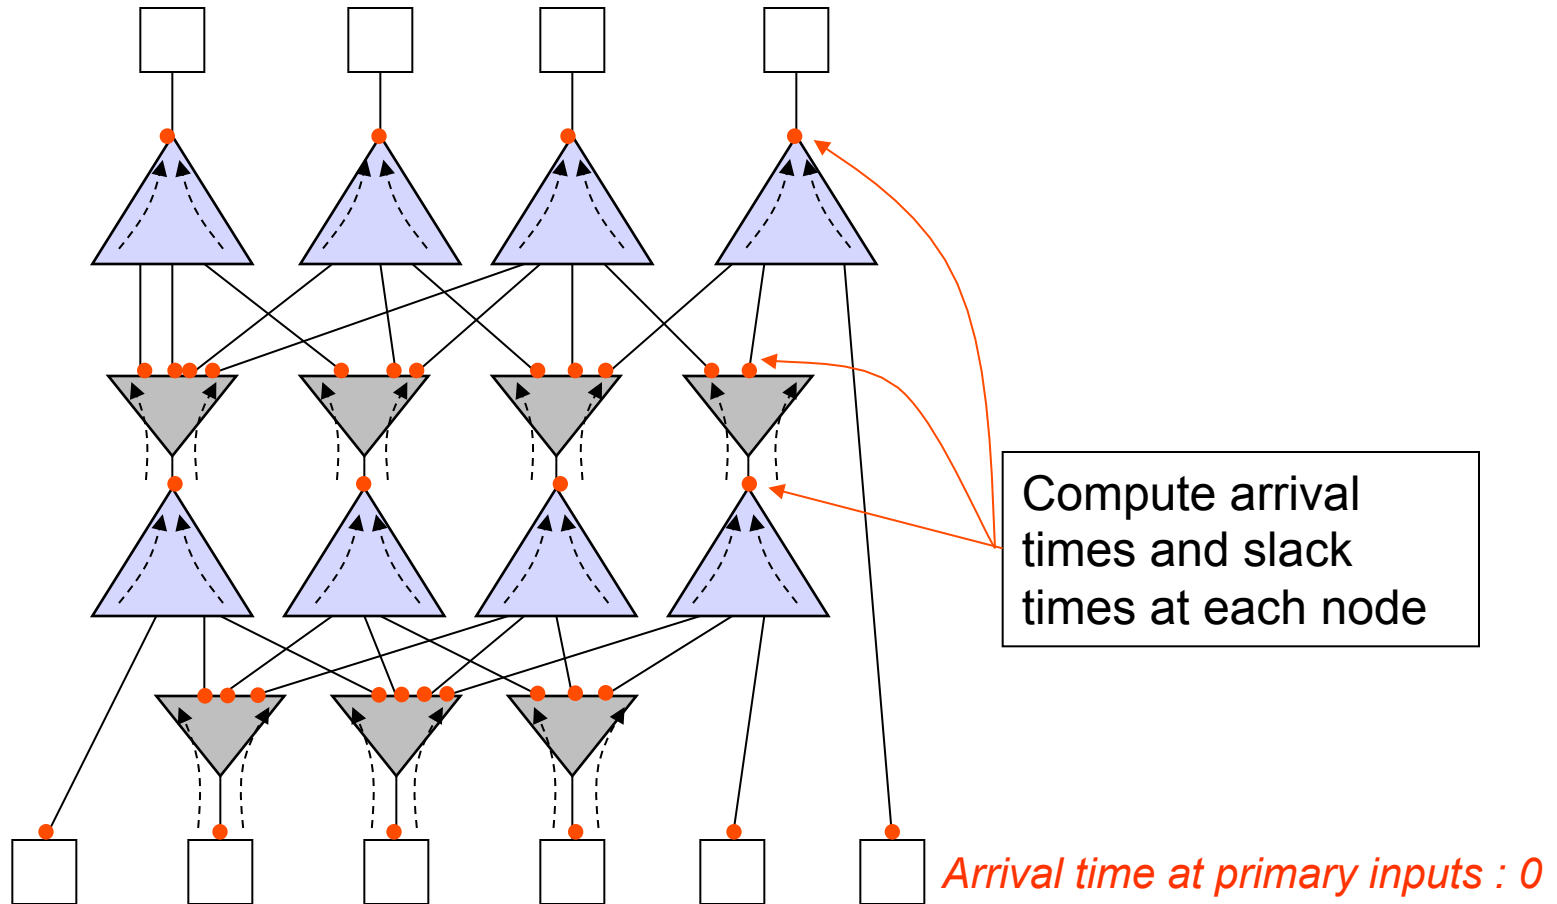 Compute arrival
times and slack
times at each node
Arrival time at primary inputs : 0